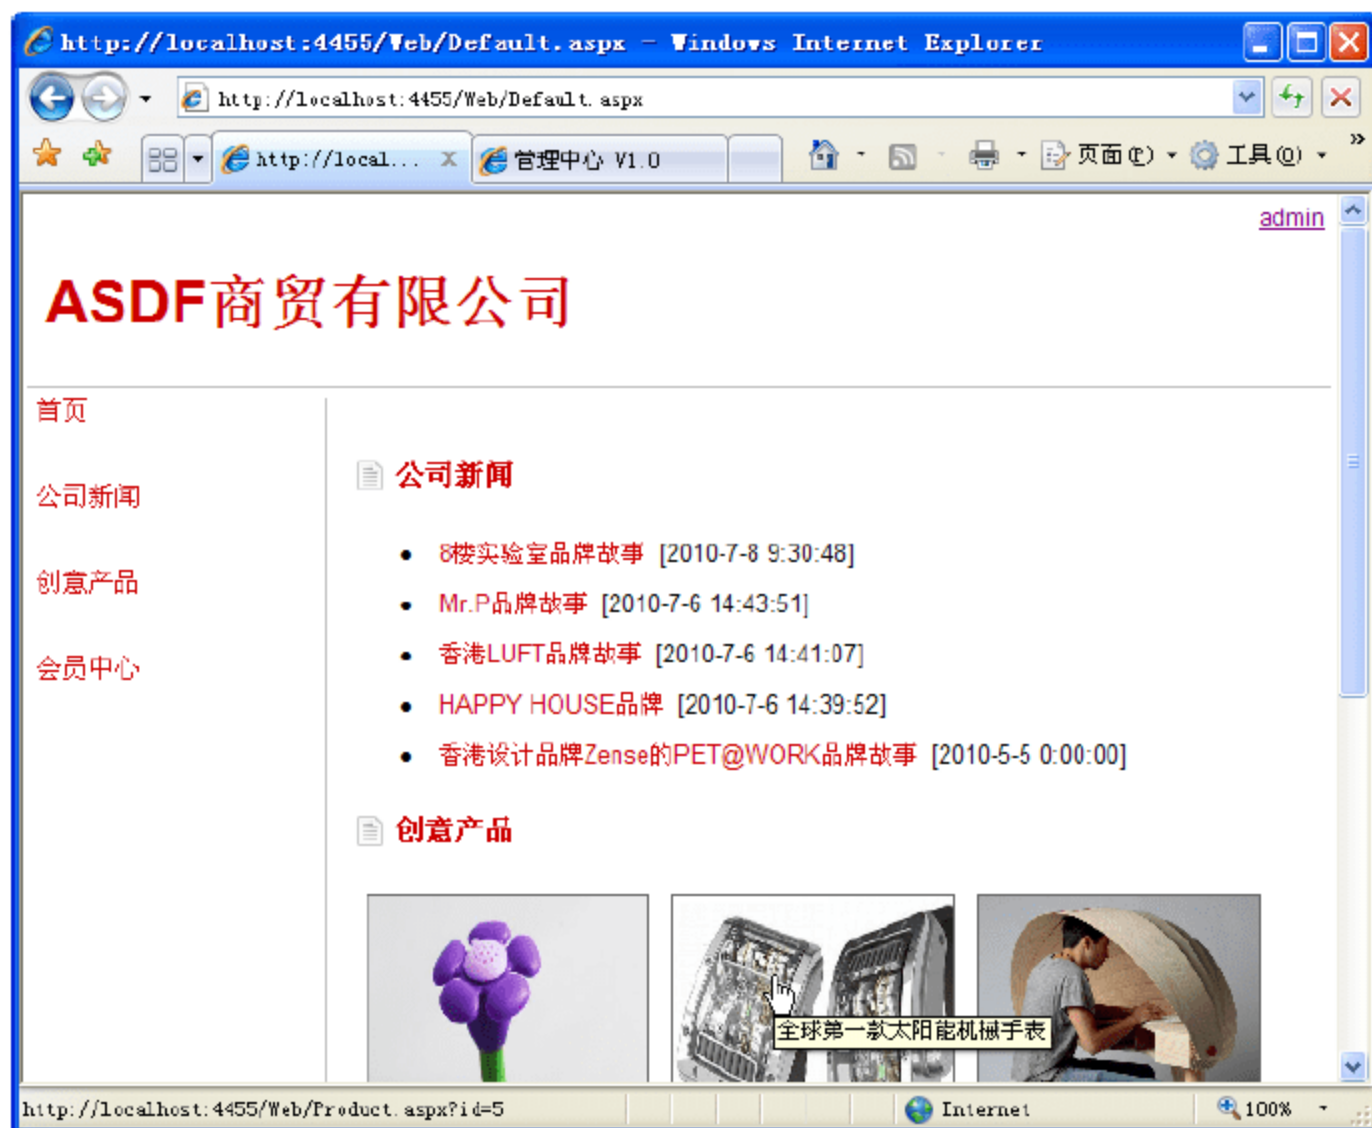 http://localhost:4455/Web/Default.aspx - Windows Internet Explorer
http://localhost:4455/Web/Default.aspx
http://local... X 管理中心 V1.0 页面(P) 工具(O) »
admin
ASDF商贸有限公司
首页
公司新闻
创意产品
会员中心
公司新闻
8楼实验室品牌故事 [2010-7-8 9:30:48]
Mr.P品牌故事 [2010-7-6 14:43:51]
香港LUFT品牌故事 [2010-7-6 14:41:07]
HAPPY HOUSE品牌 [2010-7-6 14:39:52]
香港设计品牌Zense的PET@WORK品牌故事 [2010-5-5 0:00:00]
创意产品
全球第一款太阳能机械手表
http://localhost:4455/Web/Product.aspx?id=5 Internet 100%